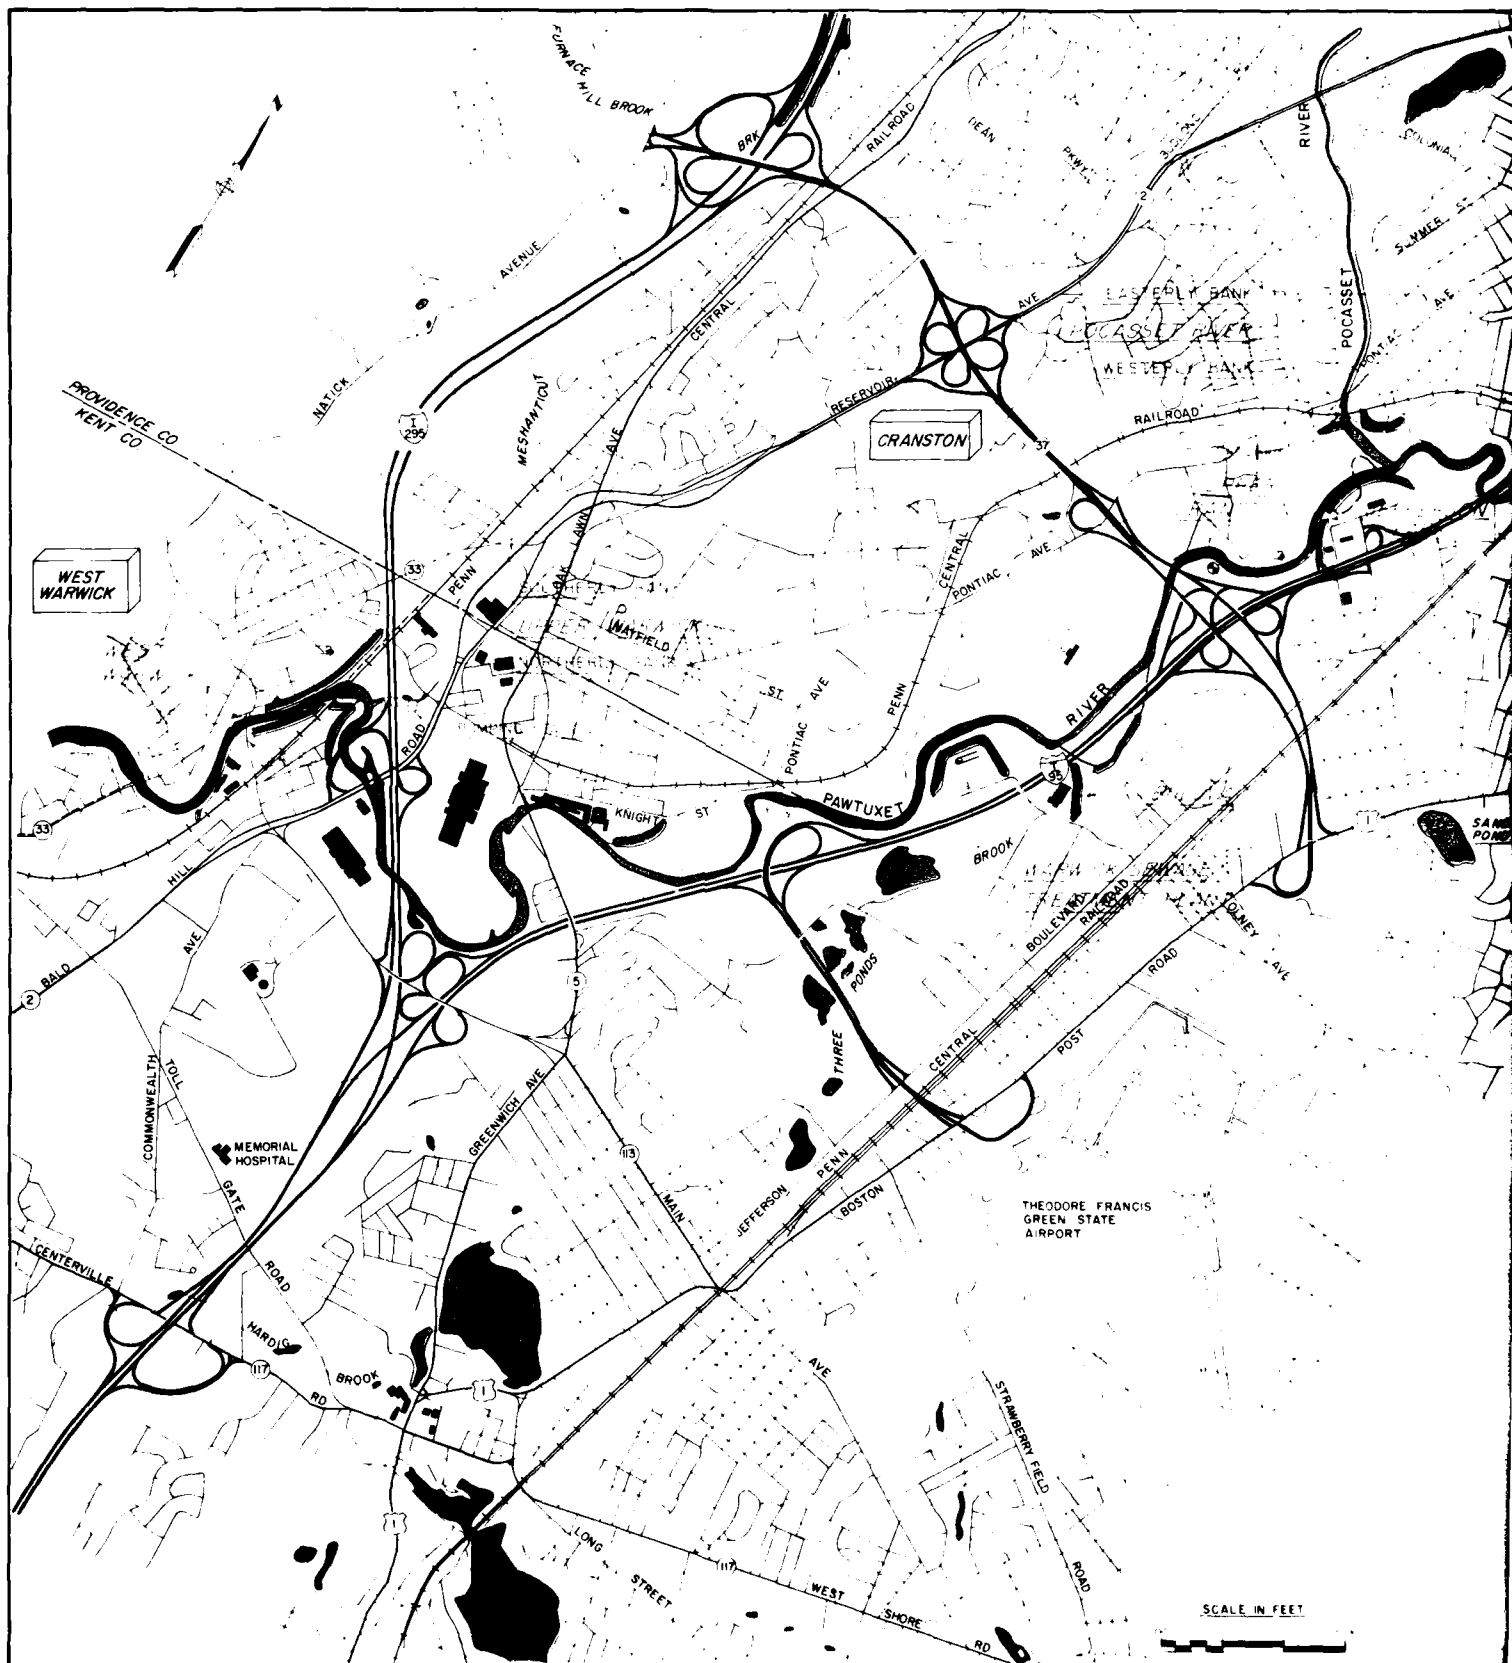 FURNACE HILL BROOK
BRK
RAILROAD
DEAN
PKWY
RIVER
2
SUMMER ST
AVENUE
NATICK
CENTRAL
AVE
EASTERLY BANK
POCASSET RIVER
WESTERLY BANK
POCASSET
PONTIAC AVE
PROVIDENCE CO
KENT CO
I
295
MESHANTICUT
AVE
RESERVOIR
CRANSTON
37
RAILROAD
OAK LAWN
WEST
WARWICK
33
PENN
CENTRAL
PONTIAC AVE
MAYFIELD
ST
PONTIAC AVE
PENN
RIVER
ROAD
I
95
PAWTUXET
KNIGHT ST
33
HILL
BALD
2
AVE
BROOK
1
SAND
POND
BOULEVARD
RAILROAD
OLNEY
AVE
5
THREE
PONDS
ROAD
POST
CENTRAL
COMMONWEALTH
TOLL
GATE
ROAD
GREENWICH AVE
113
MAIN
MEMORIAL
HOSPITAL
JEFFERSON
PENN
BOSTON
THEODORE FRANCIS
GREEN STATE
AIRPORT
CENTERVILLE
HARDIG
BROOK
117
RD
1
AVE
STRAWBERRY FIELD
ROAD
1
LONG
STREET
117
WEST
SHORE
RD
SCALE IN FEET